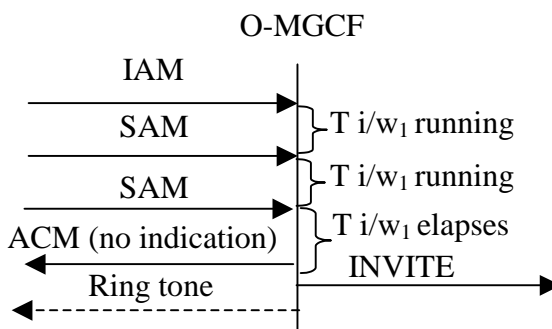 O-MGCF
IAM
T i/w₁ running
SAM
T i/w₁ running
SAM
T i/w₁ elapses
ACM (no indication)
INVITE
Ring tone